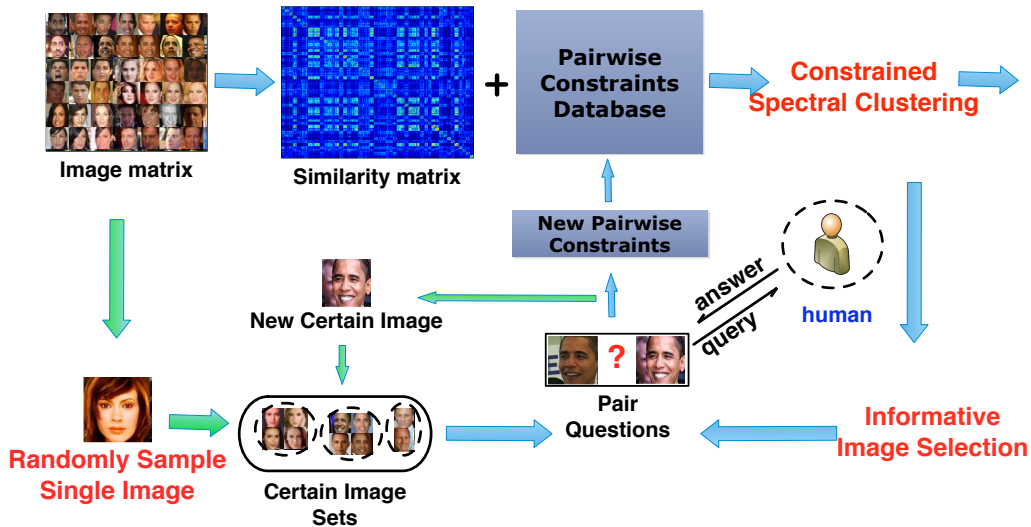 Image matrix
Similarity matrix
+
Pairwise
Constraints
Database
Constrained
Spectral Clustering
New Pairwise
Constraints
answer
query
human
New Certain Image
?
Pair
Questions
Informative
Image Selection
Randomly Sample
Single Image
Certain Image
Sets